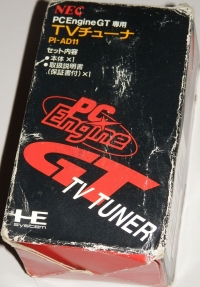 NEC
PCEngineGT専用
TVチューナ
PI-AD11
セット内容
●本体 ×1
●取扱説明書
(保証書付)×1
PC
Engine
GT
TV TUNER
HE
SYSTEM